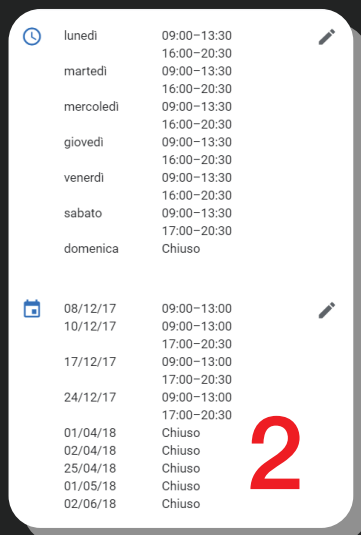 lunedì 09:00–13:30
16:00–20:30
martedì 09:00–13:30
16:00–20:30
mercoledì 09:00–13:30
16:00–20:30
giovedì 09:00–13:30
16:00–20:30
venerdì 09:00–13:30
16:00–20:30
sabato 09:00–13:30
17:00–20:30
domenica Chiuso
08/12/17 09:00–13:00
10/12/17 09:00–13:00
17:00–20:30
17/12/17 09:00–13:00
17:00–20:30
24/12/17 09:00–13:00
17:00–20:30
01/04/18 Chiuso
02/04/18 Chiuso
25/04/18 Chiuso
01/05/18 Chiuso
02/06/18 Chiuso
2